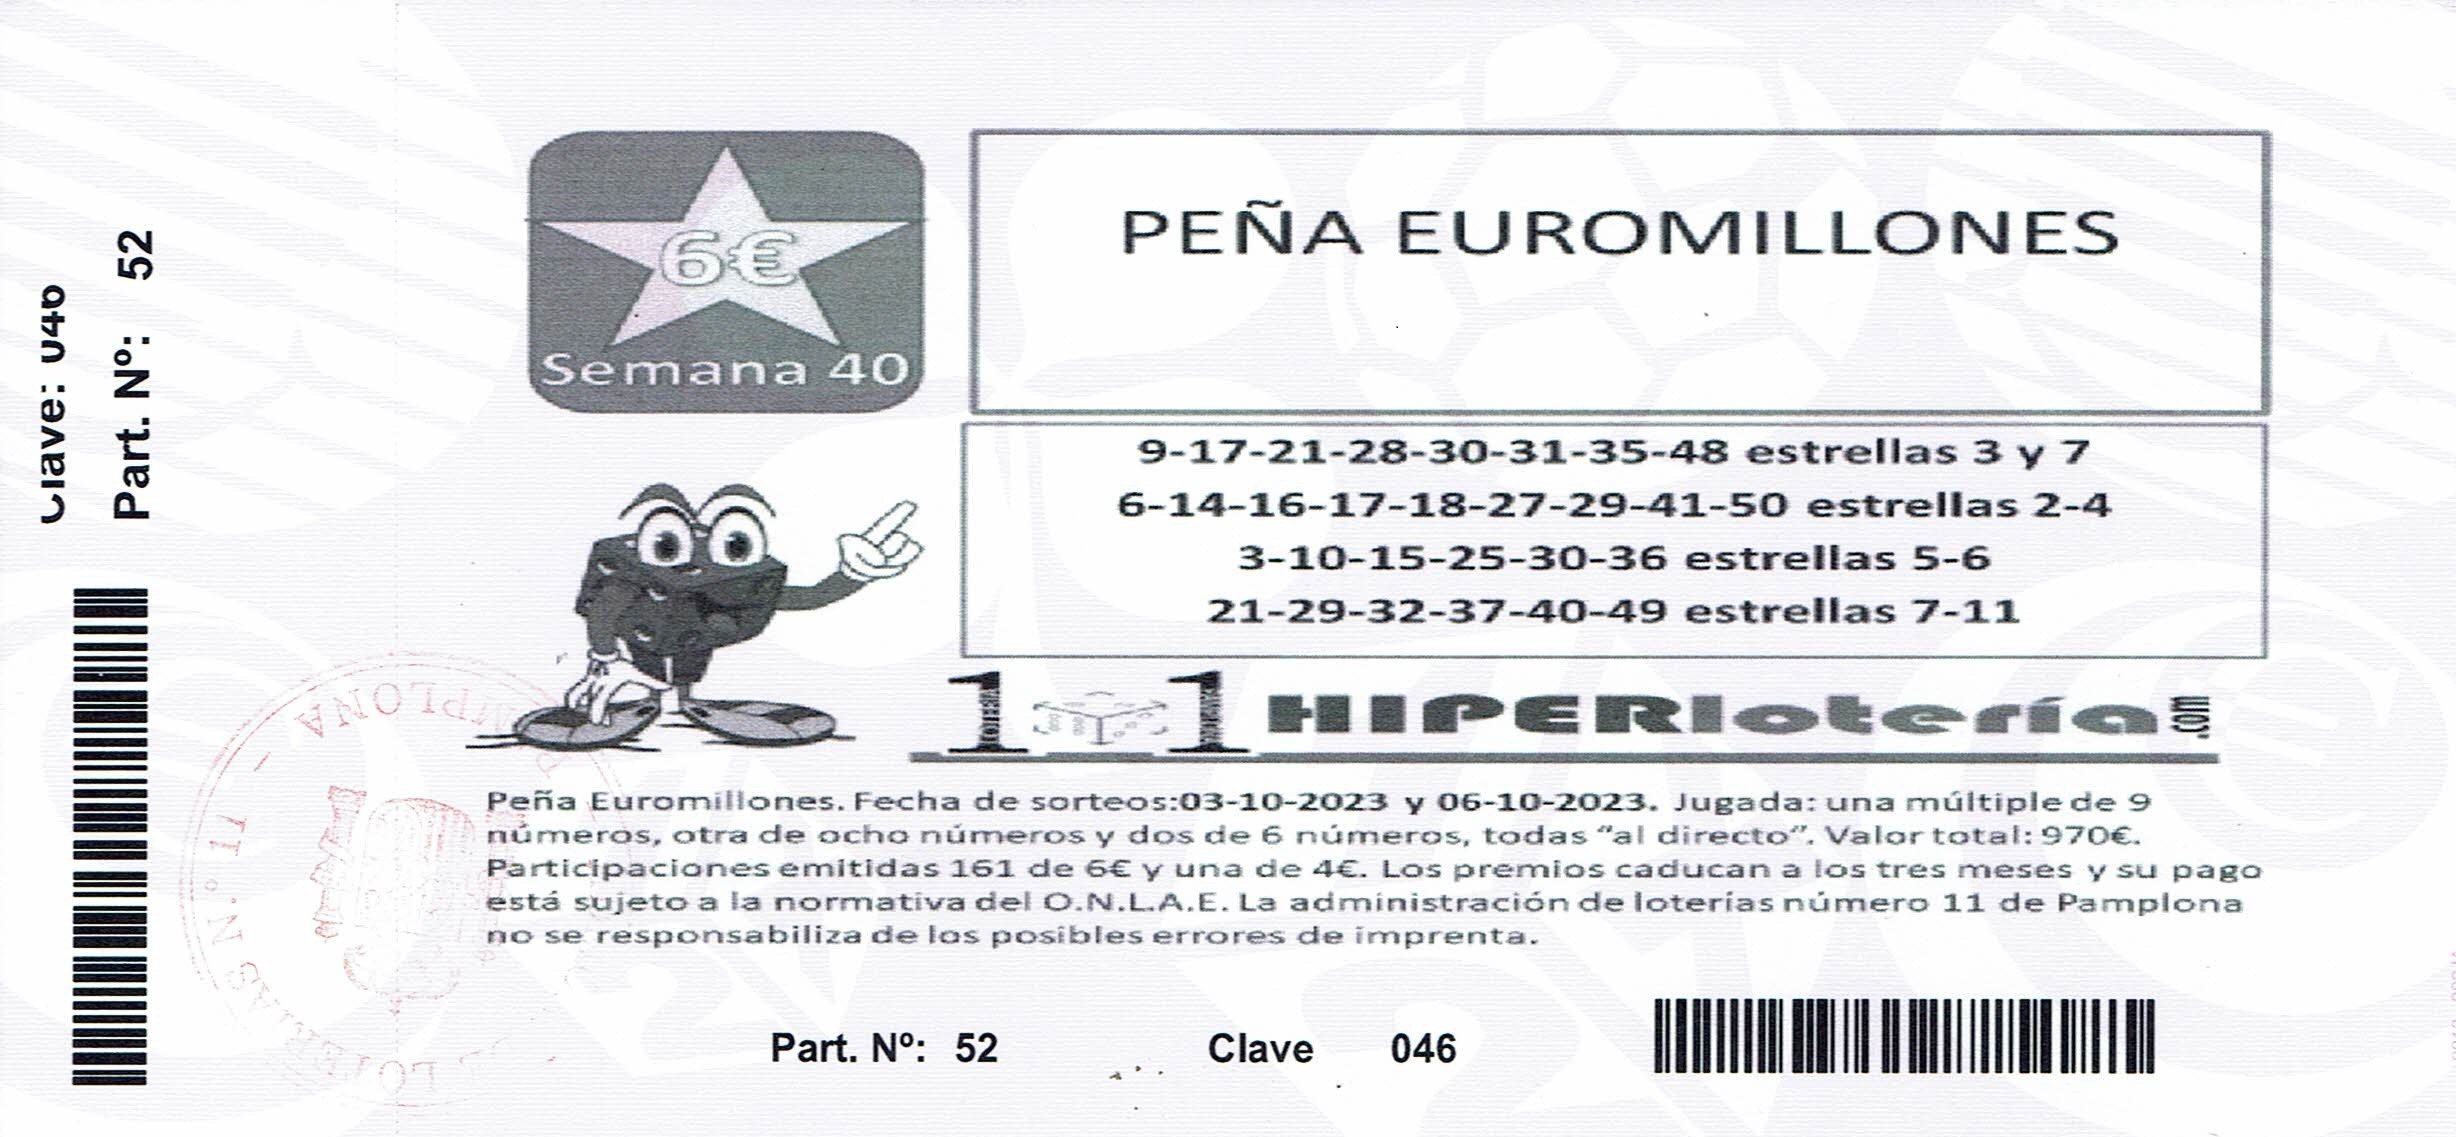 Clave: 046
Part. Nº: 52
6€
Semana 40
PEÑA EUROMILLONES
9-17-21-28-30-31-35-48 estrellas 3 y 7
6-14-16-17-18-27-29-41-50 estrellas 2-4
3-10-15-25-30-36 estrellas 5-6
21-29-32-37-40-49 estrellas 7-11
1 1 HIPERlotería.com
Peña Euromillones. Fecha de sorteos:03-10-2023 y 06-10-2023. Jugada: una múltiple de 9
números, otra de ocho números y dos de 6 números, todas “al directo”. Valor total: 970€.
Participaciones emitidas 161 de 6€ y una de 4€. Los premios caducan a los tres meses y su pago
está sujeto a la normativa del O.N.L.A.E. La administración de loterías número 11 de Pamplona
no se responsabiliza de los posibles errores de imprenta.
LOTERIAS N.º 11 - PAMPLONA
Part. Nº: 52 Clave 046